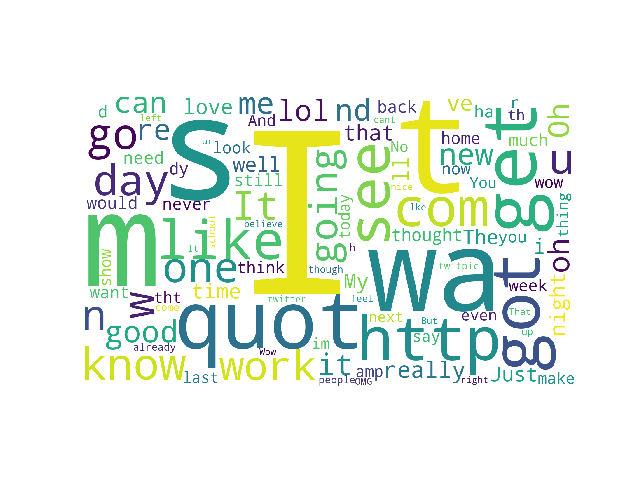 can love me lol nd back ve ha r th Oh
d And cant
go re left ur look that No home much u
day need dy well ll new now
s I t get
see You wow
would never still going com thing
m like It today thought The you i oh
show school believe nice lke h
want one think though My twitpic week night
w tht time twitter feel next But even That up
n good come quot im it say http got
already Wow amp really Just make
know last work people OMG right
wa
It